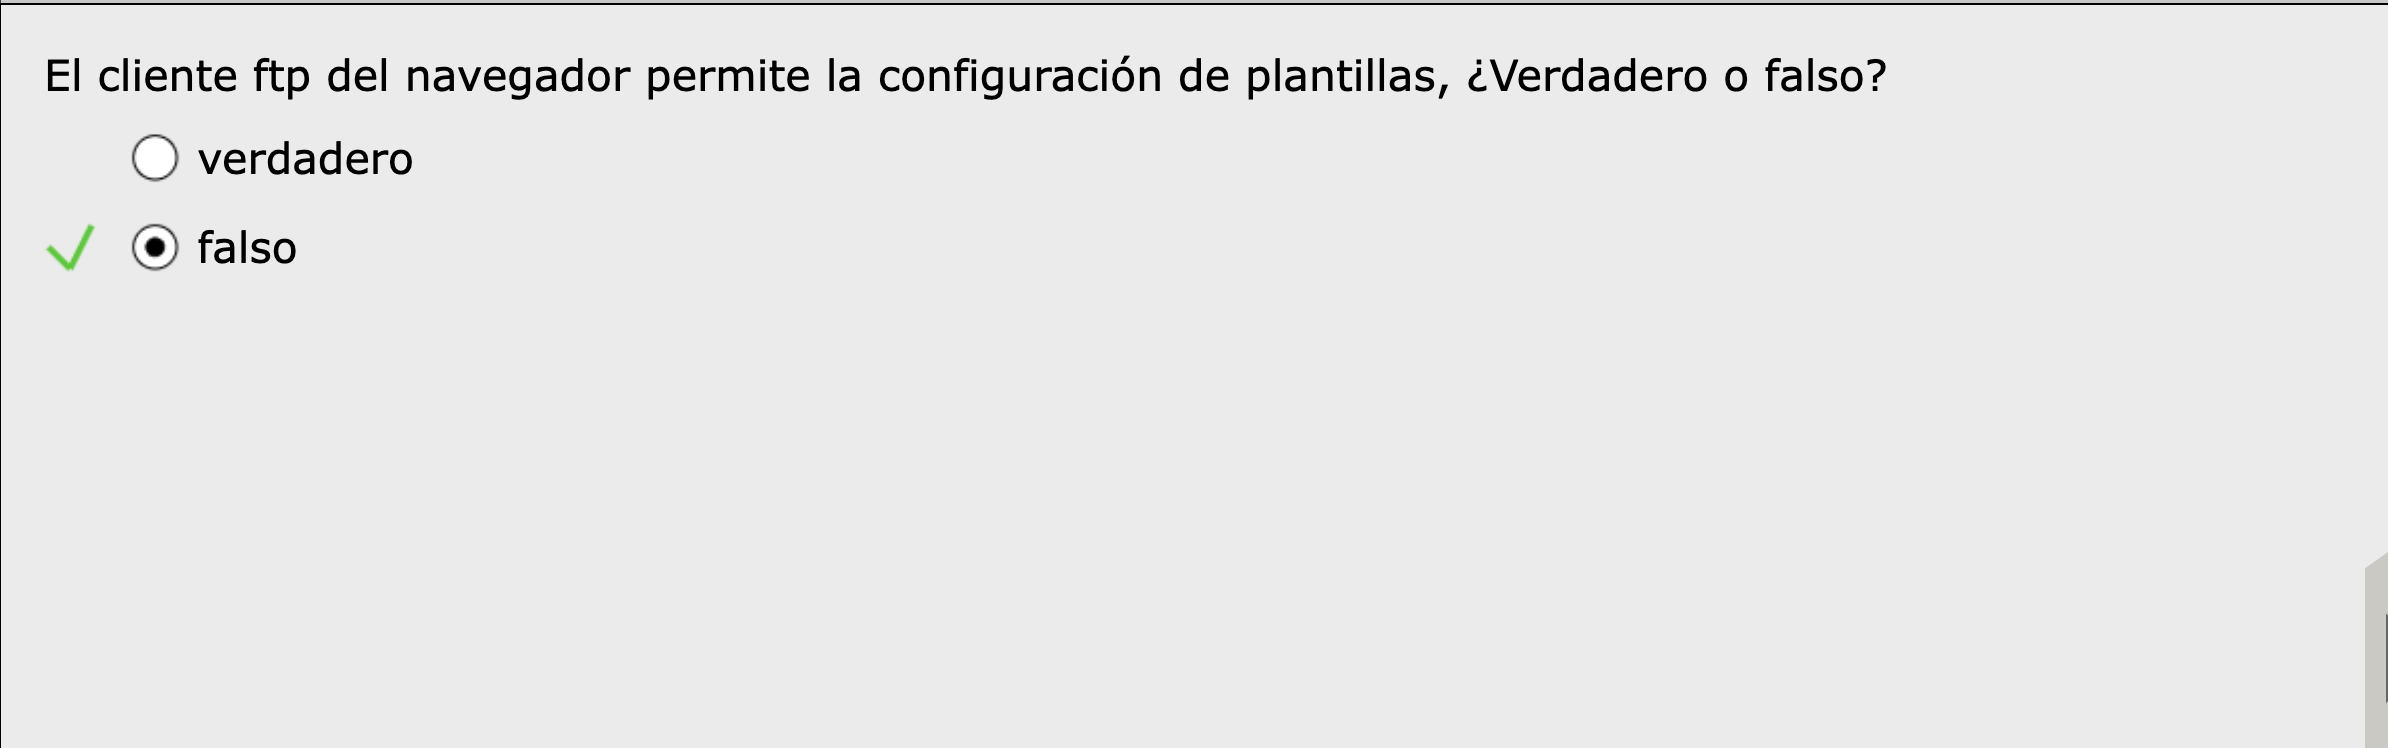 El cliente ftp del navegador permite la configuración de plantillas, ¿Verdadero o falso?
verdadero
falso